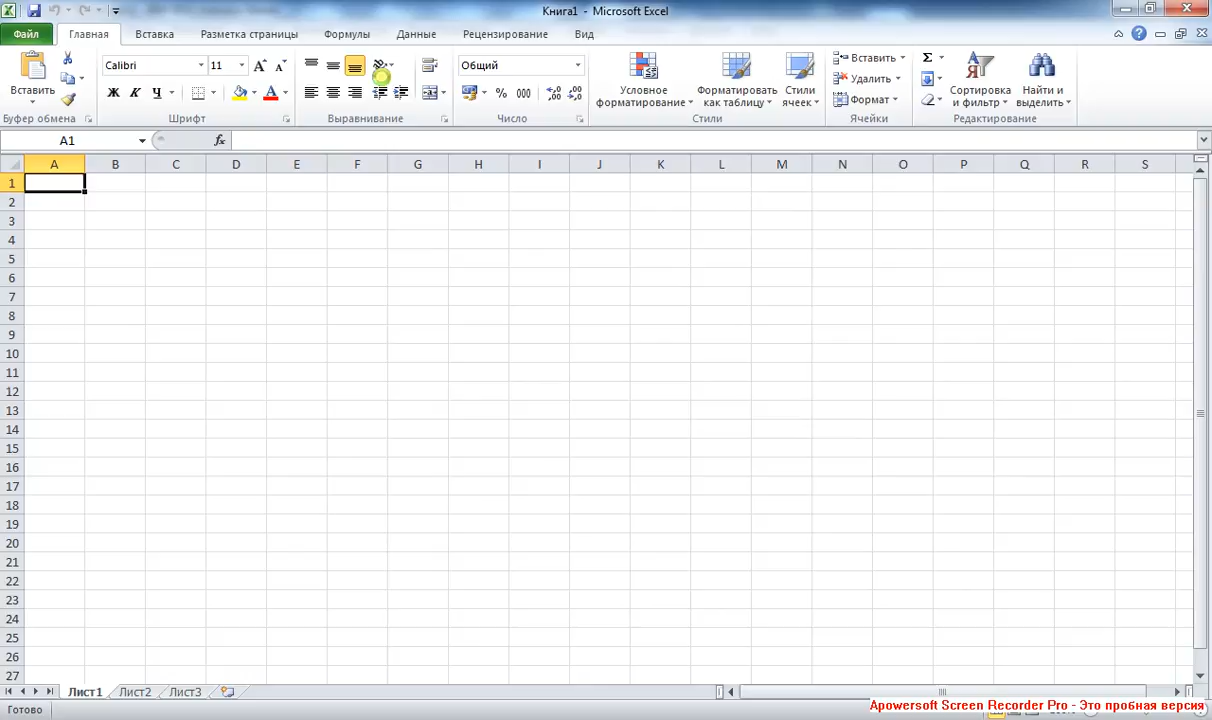 Книга1 - Microsoft Excel
Файл Главная Вставка Разметка страницы Формулы Данные Рецензирование Вид
Calibri 11 Общий
Вставить Ж К Ч А % 000 ,00 ,0
Условное форматирование
Форматировать как таблицу
Стили ячеек
Вставить
Удалить
Формат
Σ
Сортировка и фильтр
Найти и выделить
Буфер обмена Шрифт Выравнивание Число Стили Ячейки Редактирование
A1 fx
A B C D E F G H I J K L M N O P Q R S
1
2
3
4
5
6
7
8
9
10
11
12
13
14
15
16
17
18
19
20
21
22
23
24
25
26
27
Лист1 Лист2 Лист3
Готово
Apowersoft Screen Recorder Pro - Это пробная версия